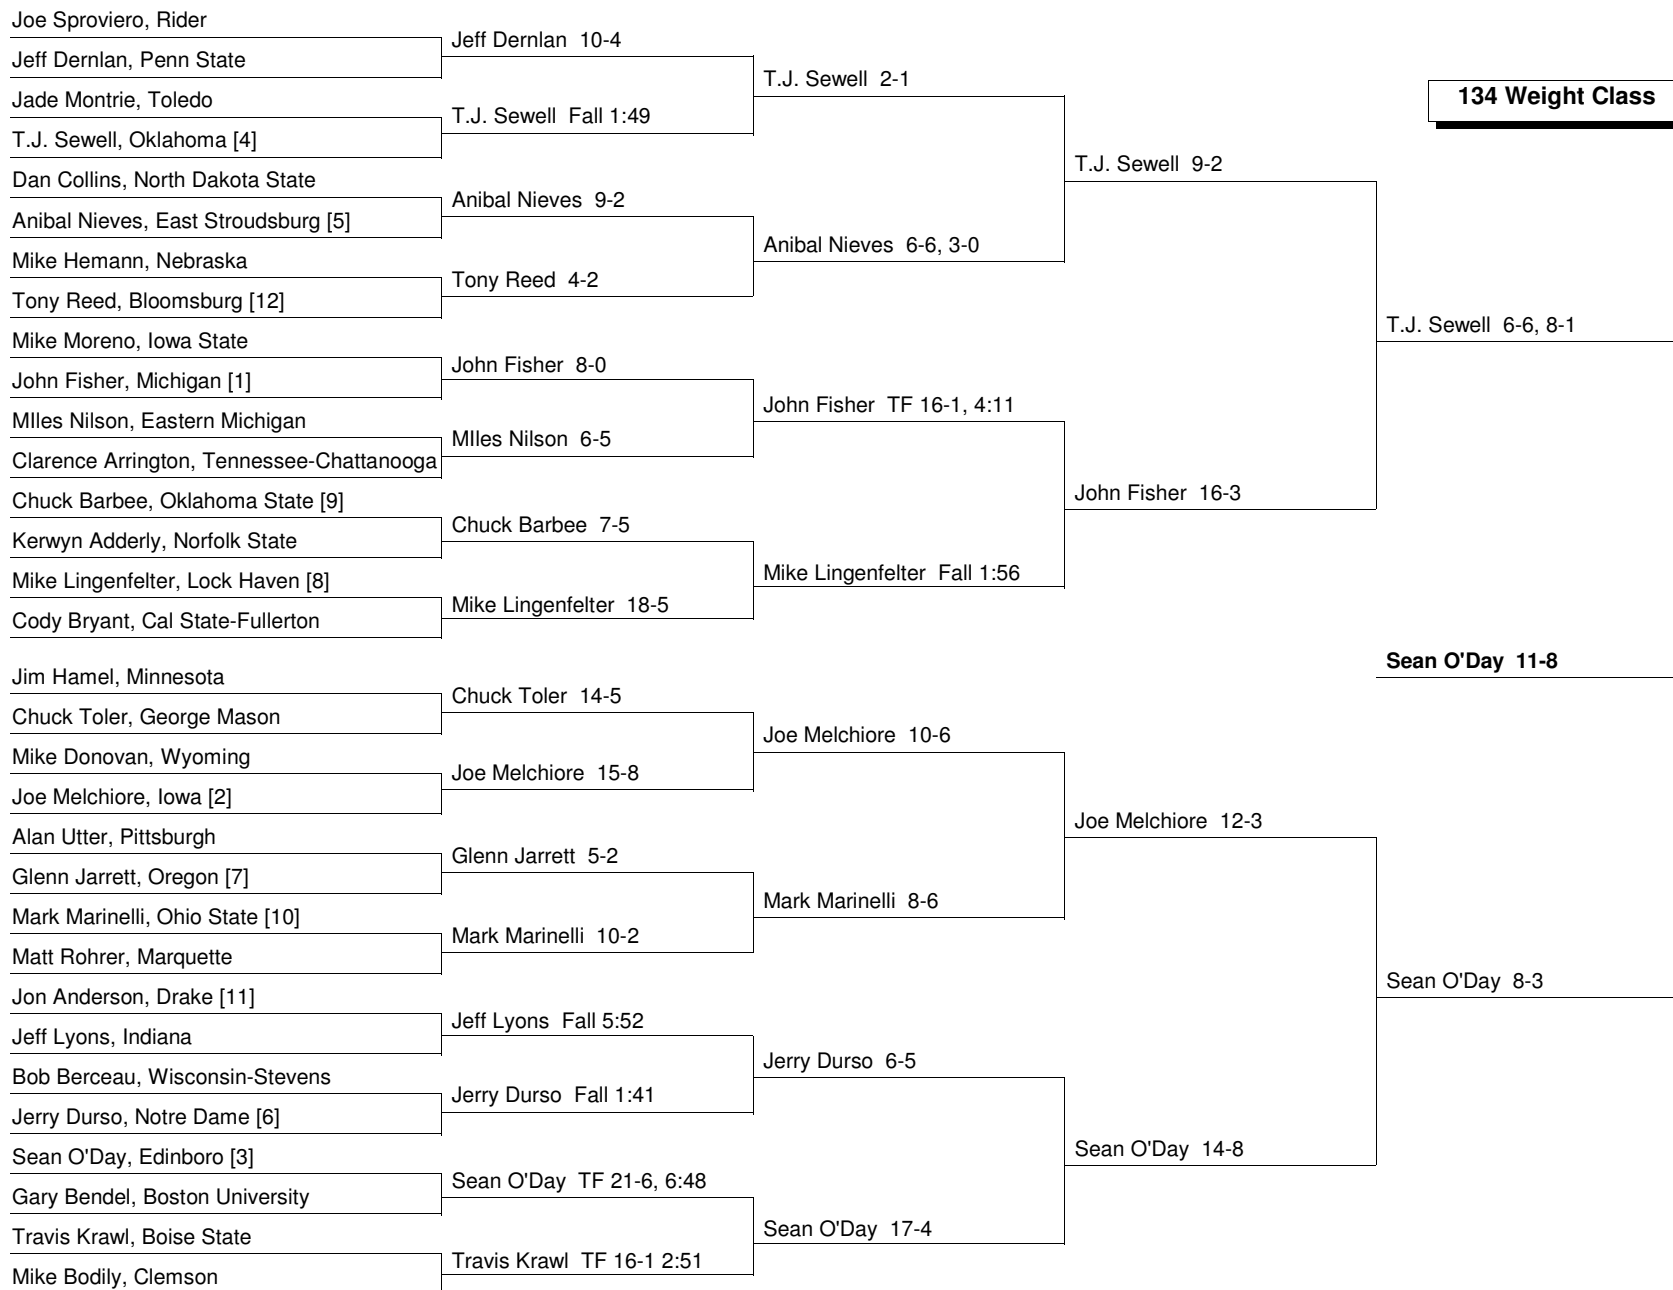 Joe Sproviero, Rider
Jeff Dernlan, Penn State
Jade Montrie, Toledo
T.J. Sewell, Oklahoma [4]
Dan Collins, North Dakota State
Anibal Nieves, East Stroudsburg [5]
Mike Hemann, Nebraska
Tony Reed, Bloomsburg [12]
Mike Moreno, Iowa State
John Fisher, Michigan [1]
MIles Nilson, Eastern Michigan
Clarence Arrington, Tennessee-Chattanooga
Chuck Barbee, Oklahoma State [9]
Kerwyn Adderly, Norfolk State
Mike Lingenfelter, Lock Haven [8]
Cody Bryant, Cal State-Fullerton
Jim Hamel, Minnesota
Chuck Toler, George Mason
Mike Donovan, Wyoming
Joe Melchiore, Iowa [2]
Alan Utter, Pittsburgh
Glenn Jarrett, Oregon [7]
Mark Marinelli, Ohio State [10]
Matt Rohrer, Marquette
Jon Anderson, Drake [11]
Jeff Lyons, Indiana
Bob Berceau, Wisconsin-Stevens
Jerry Durso, Notre Dame [6]
Sean O'Day, Edinboro [3]
Gary Bendel, Boston University
Travis Krawl, Boise State
Mike Bodily, Clemson
Jeff Dernlan 10-4
T.J. Sewell Fall 1:49
Anibal Nieves 9-2
Tony Reed 4-2
John Fisher 8-0
MIles Nilson 6-5
Chuck Barbee 7-5
Mike Lingenfelter 18-5
Chuck Toler 14-5
Joe Melchiore 15-8
Glenn Jarrett 5-2
Mark Marinelli 10-2
Jeff Lyons Fall 5:52
Jerry Durso Fall 1:41
Sean O'Day TF 21-6, 6:48
Travis Krawl TF 16-1 2:51
T.J. Sewell 2-1
Anibal Nieves 6-6, 3-0
John Fisher TF 16-1, 4:11
Mike Lingenfelter Fall 1:56
Joe Melchiore 10-6
Mark Marinelli 8-6
Jerry Durso 6-5
Sean O'Day 17-4
T.J. Sewell 9-2
John Fisher 16-3
Joe Melchiore 12-3
Sean O'Day 14-8
134 Weight Class
T.J. Sewell 6-6, 8-1
Sean O'Day 11-8
Sean O'Day 8-3